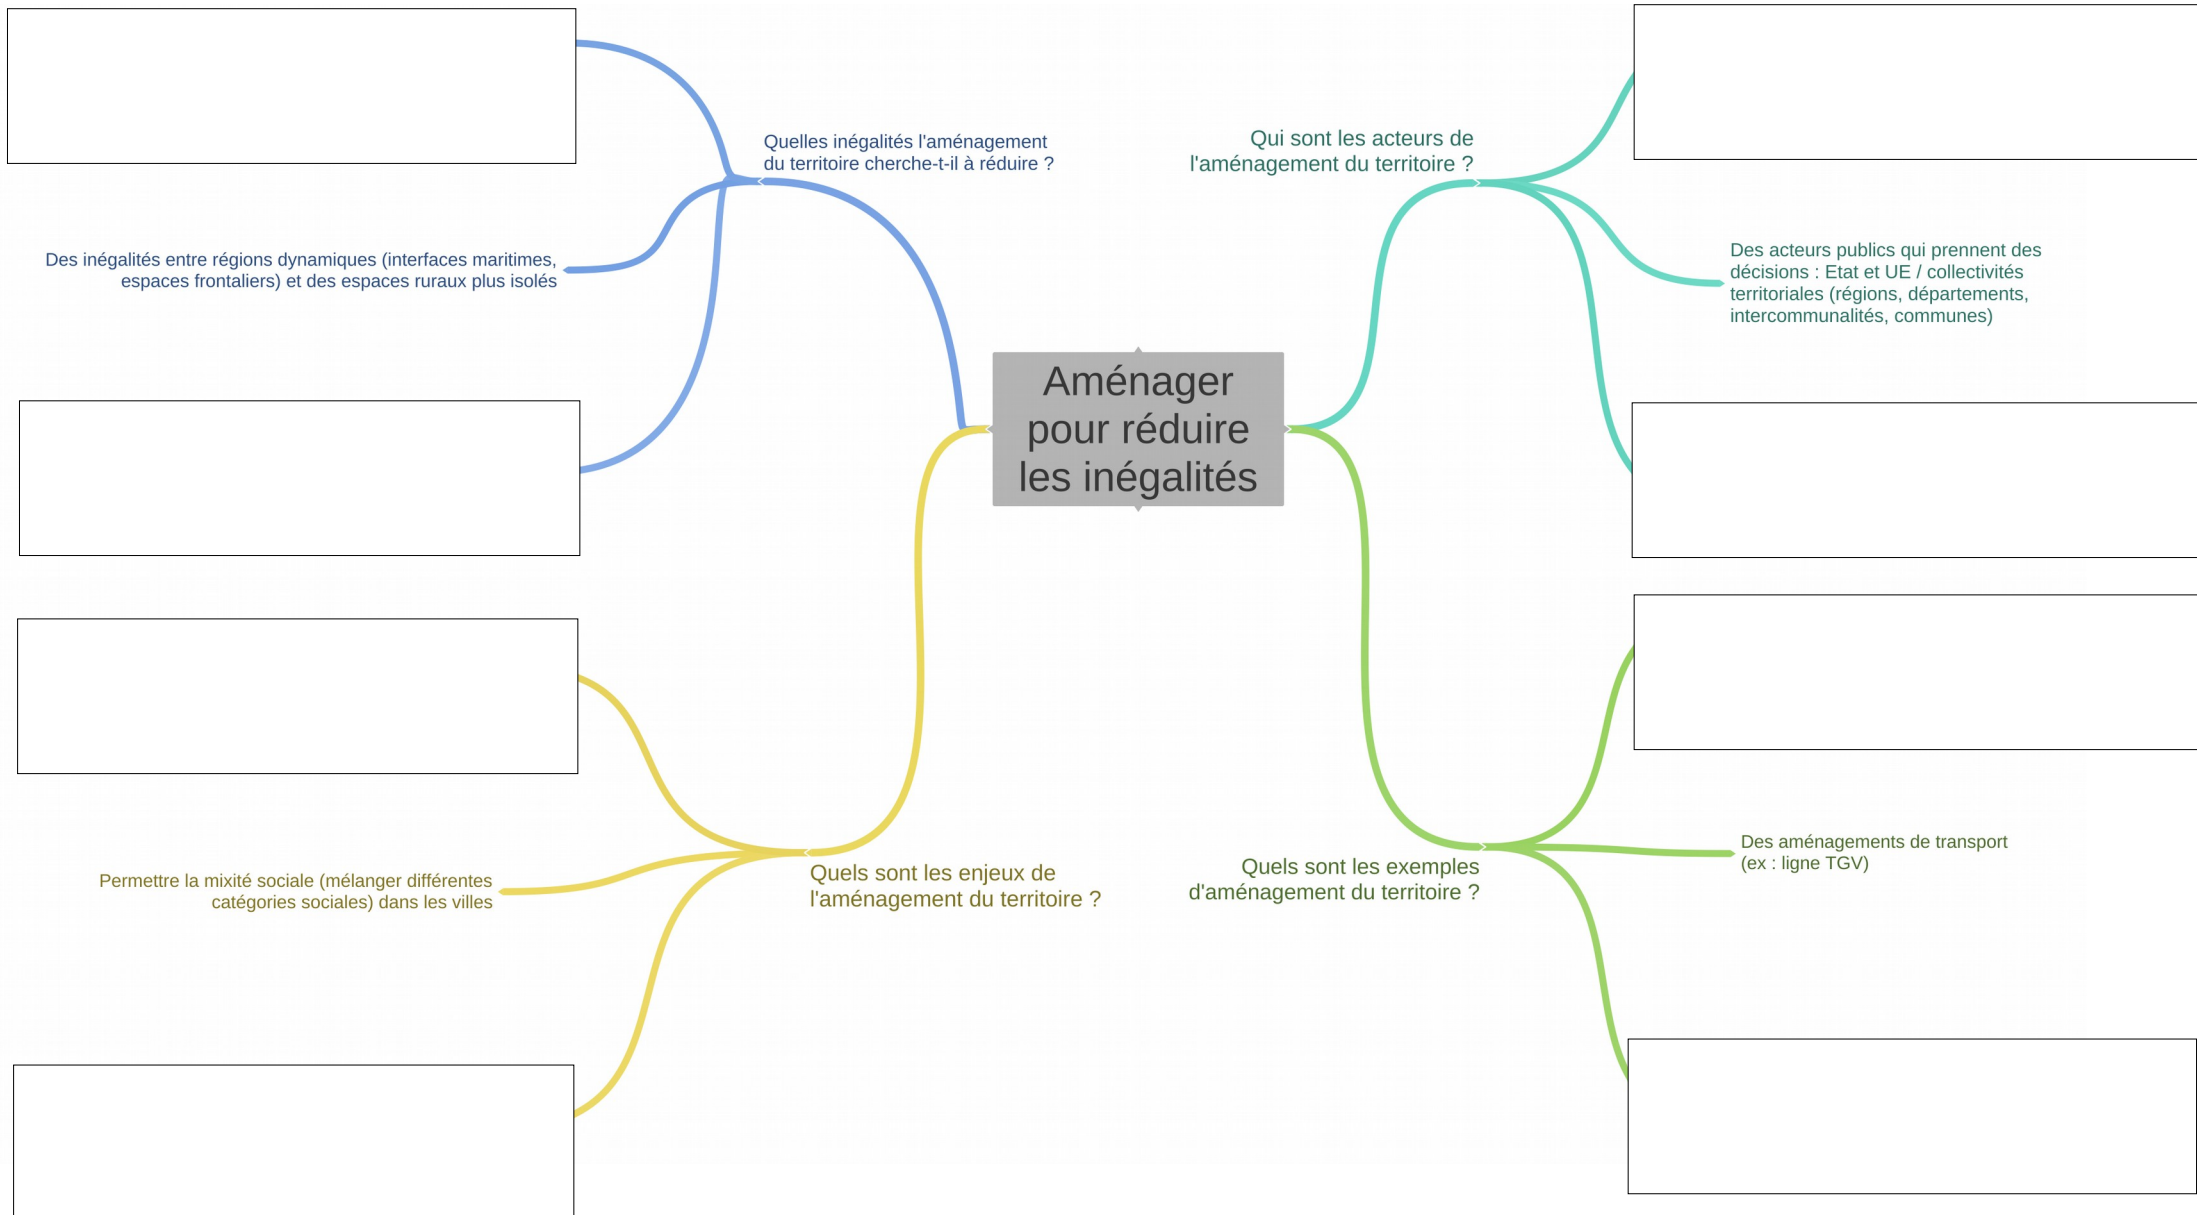 Quelles inégalités l'aménagement
du territoire cherche-t-il à réduire ?
Des inégalités entre régions dynamiques (interfaces maritimes,
espaces frontaliers) et des espaces ruraux plus isolés
Qui sont les acteurs de
l'aménagement du territoire ?
Des acteurs publics qui prennent des
décisions : Etat et UE / collectivités
territoriales (régions, départements,
intercommunalités, communes)
Aménager
pour réduire
les inégalités
Quels sont les enjeux de
l'aménagement du territoire ?
Permettre la mixité sociale (mélanger différentes
catégories sociales) dans les villes
Quels sont les exemples
d'aménagement du territoire ?
Des aménagements de transport
(ex : ligne TGV)